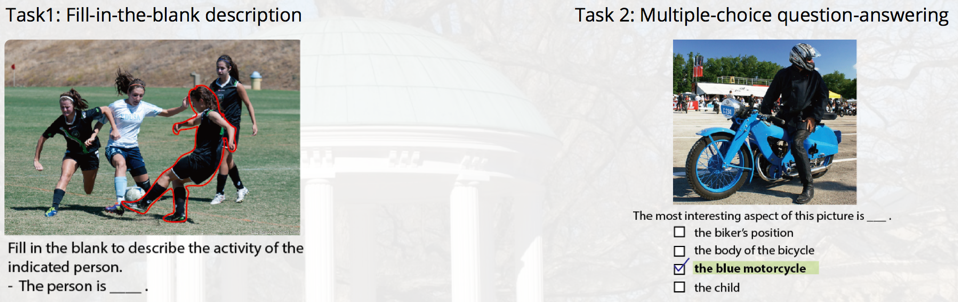 Task1: Fill-in-the-blank description
Task 2: Multiple-choice question-answering
Fill in the blank to describe the activity of the
indicated person.
- The person is ____ .
The most interesting aspect of this picture is ___ .
the biker's position
the body of the bicycle
the blue motorcycle
the child